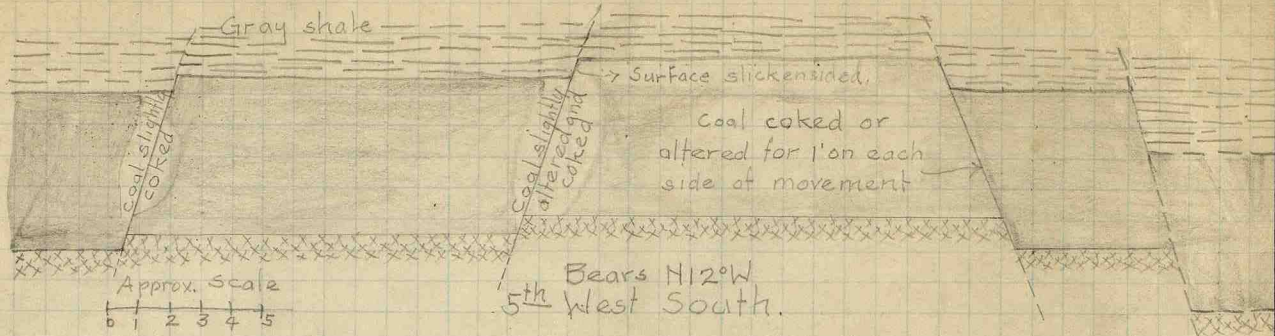 Gray shale
Surface slickensided.
Coal slightly
coked
Coal slightly
altered and
coked
Coal coked or
altered for 1' on each
side of movement
Approx. Scale
0 1 2 3 4 5
Bears N12°W
5th West South.